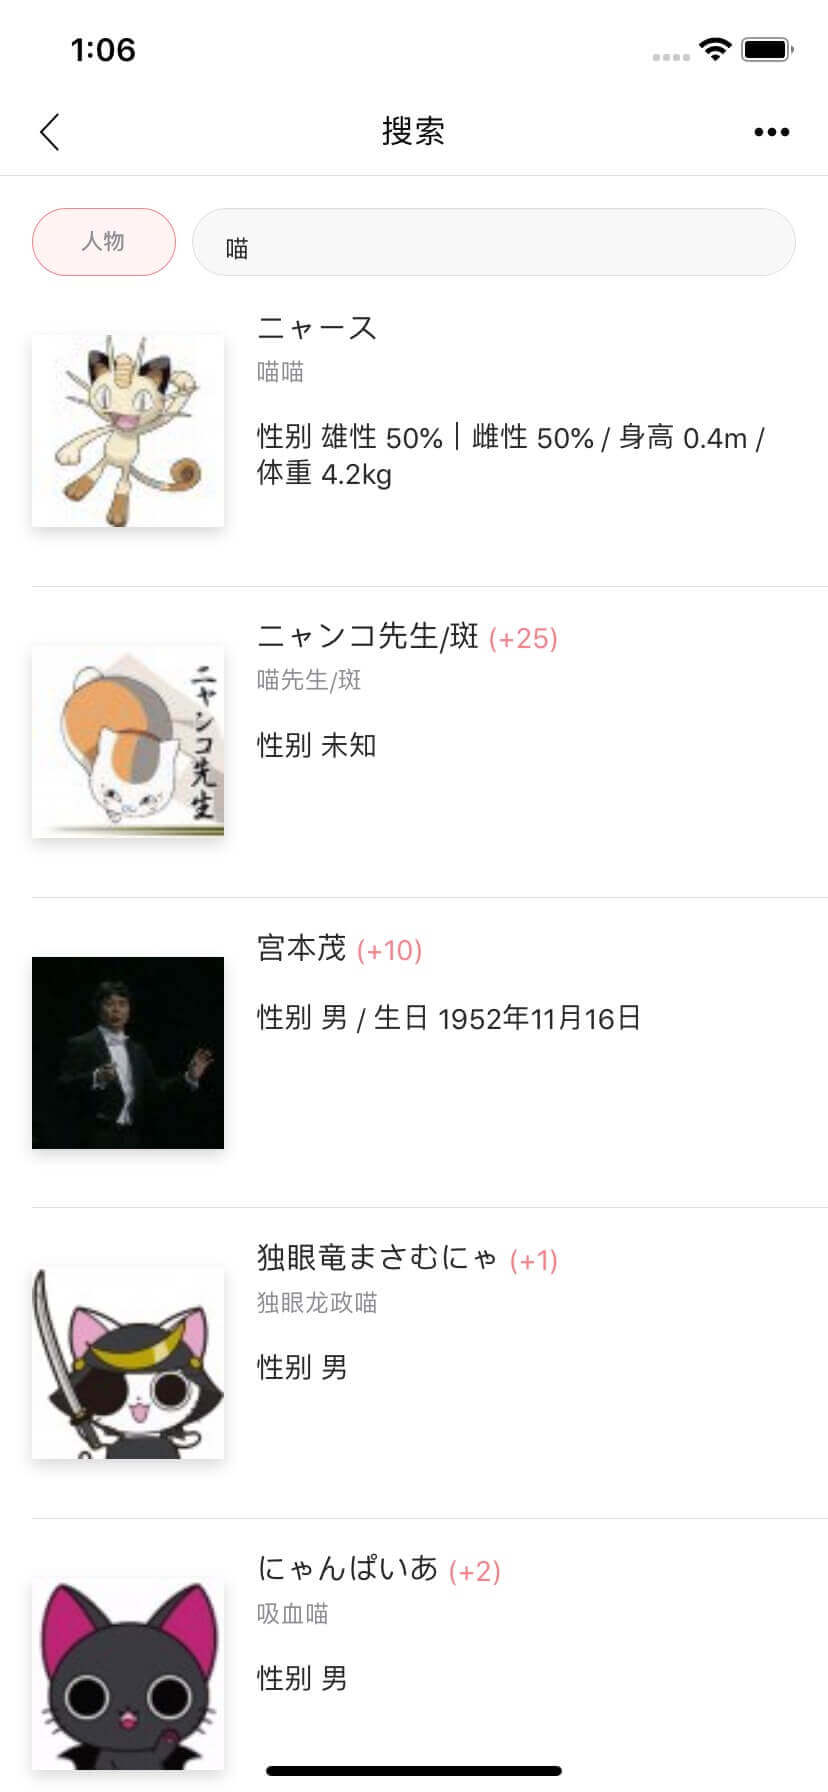 1:06
搜索
人物
喵
ニャース
喵喵
性别 雄性 50%｜雌性 50% / 身高 0.4m /
体重 4.2kg
ニャンコ先生/斑 (+25)
喵先生/斑
性别 未知
ニャンコ先生
宫本茂 (+10)
性别 男 / 生日 1952年11月16日
独眼竜まさむにゃ (+1)
独眼龙政喵
性别 男
にゃんぱいあ (+2)
吸血喵
性别 男